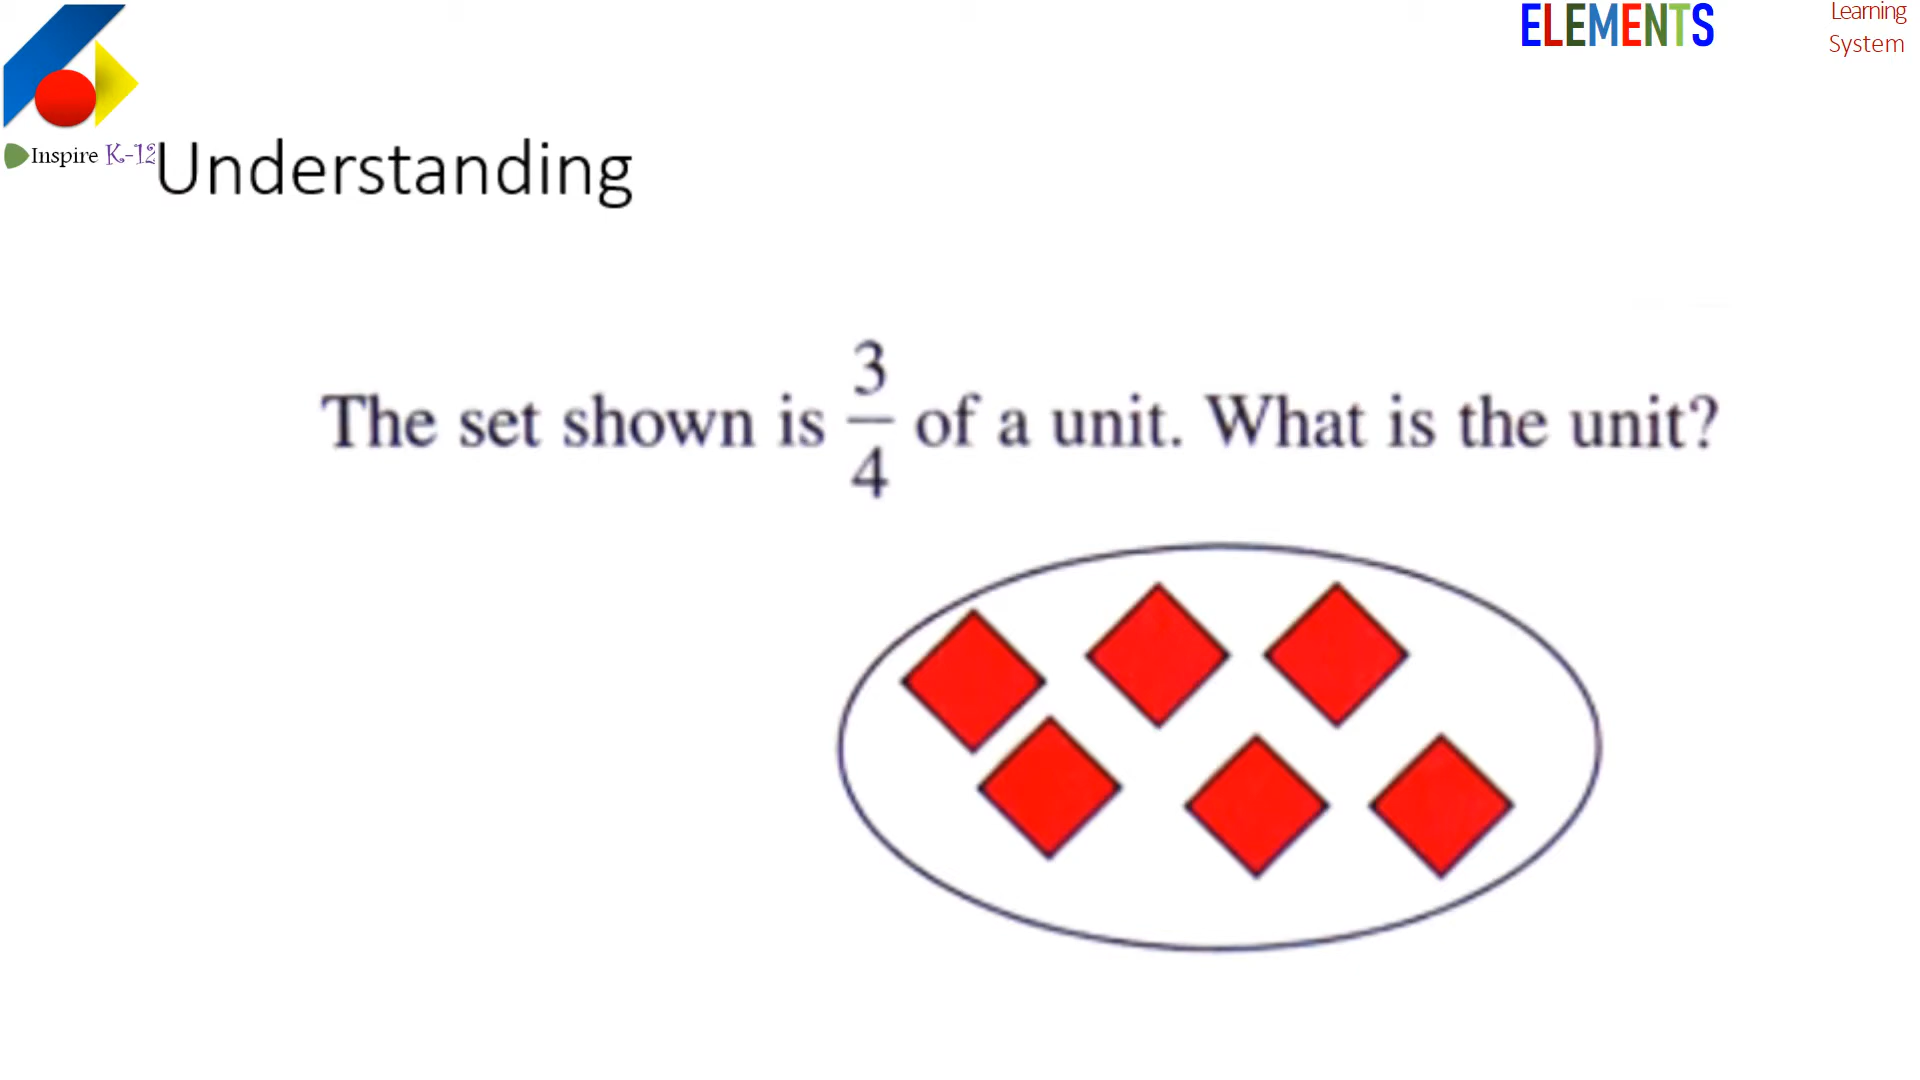 ELEMENTS
Learning
System
Inspire K-12
Understanding
The set shown is 3/4 of a unit. What is the unit?